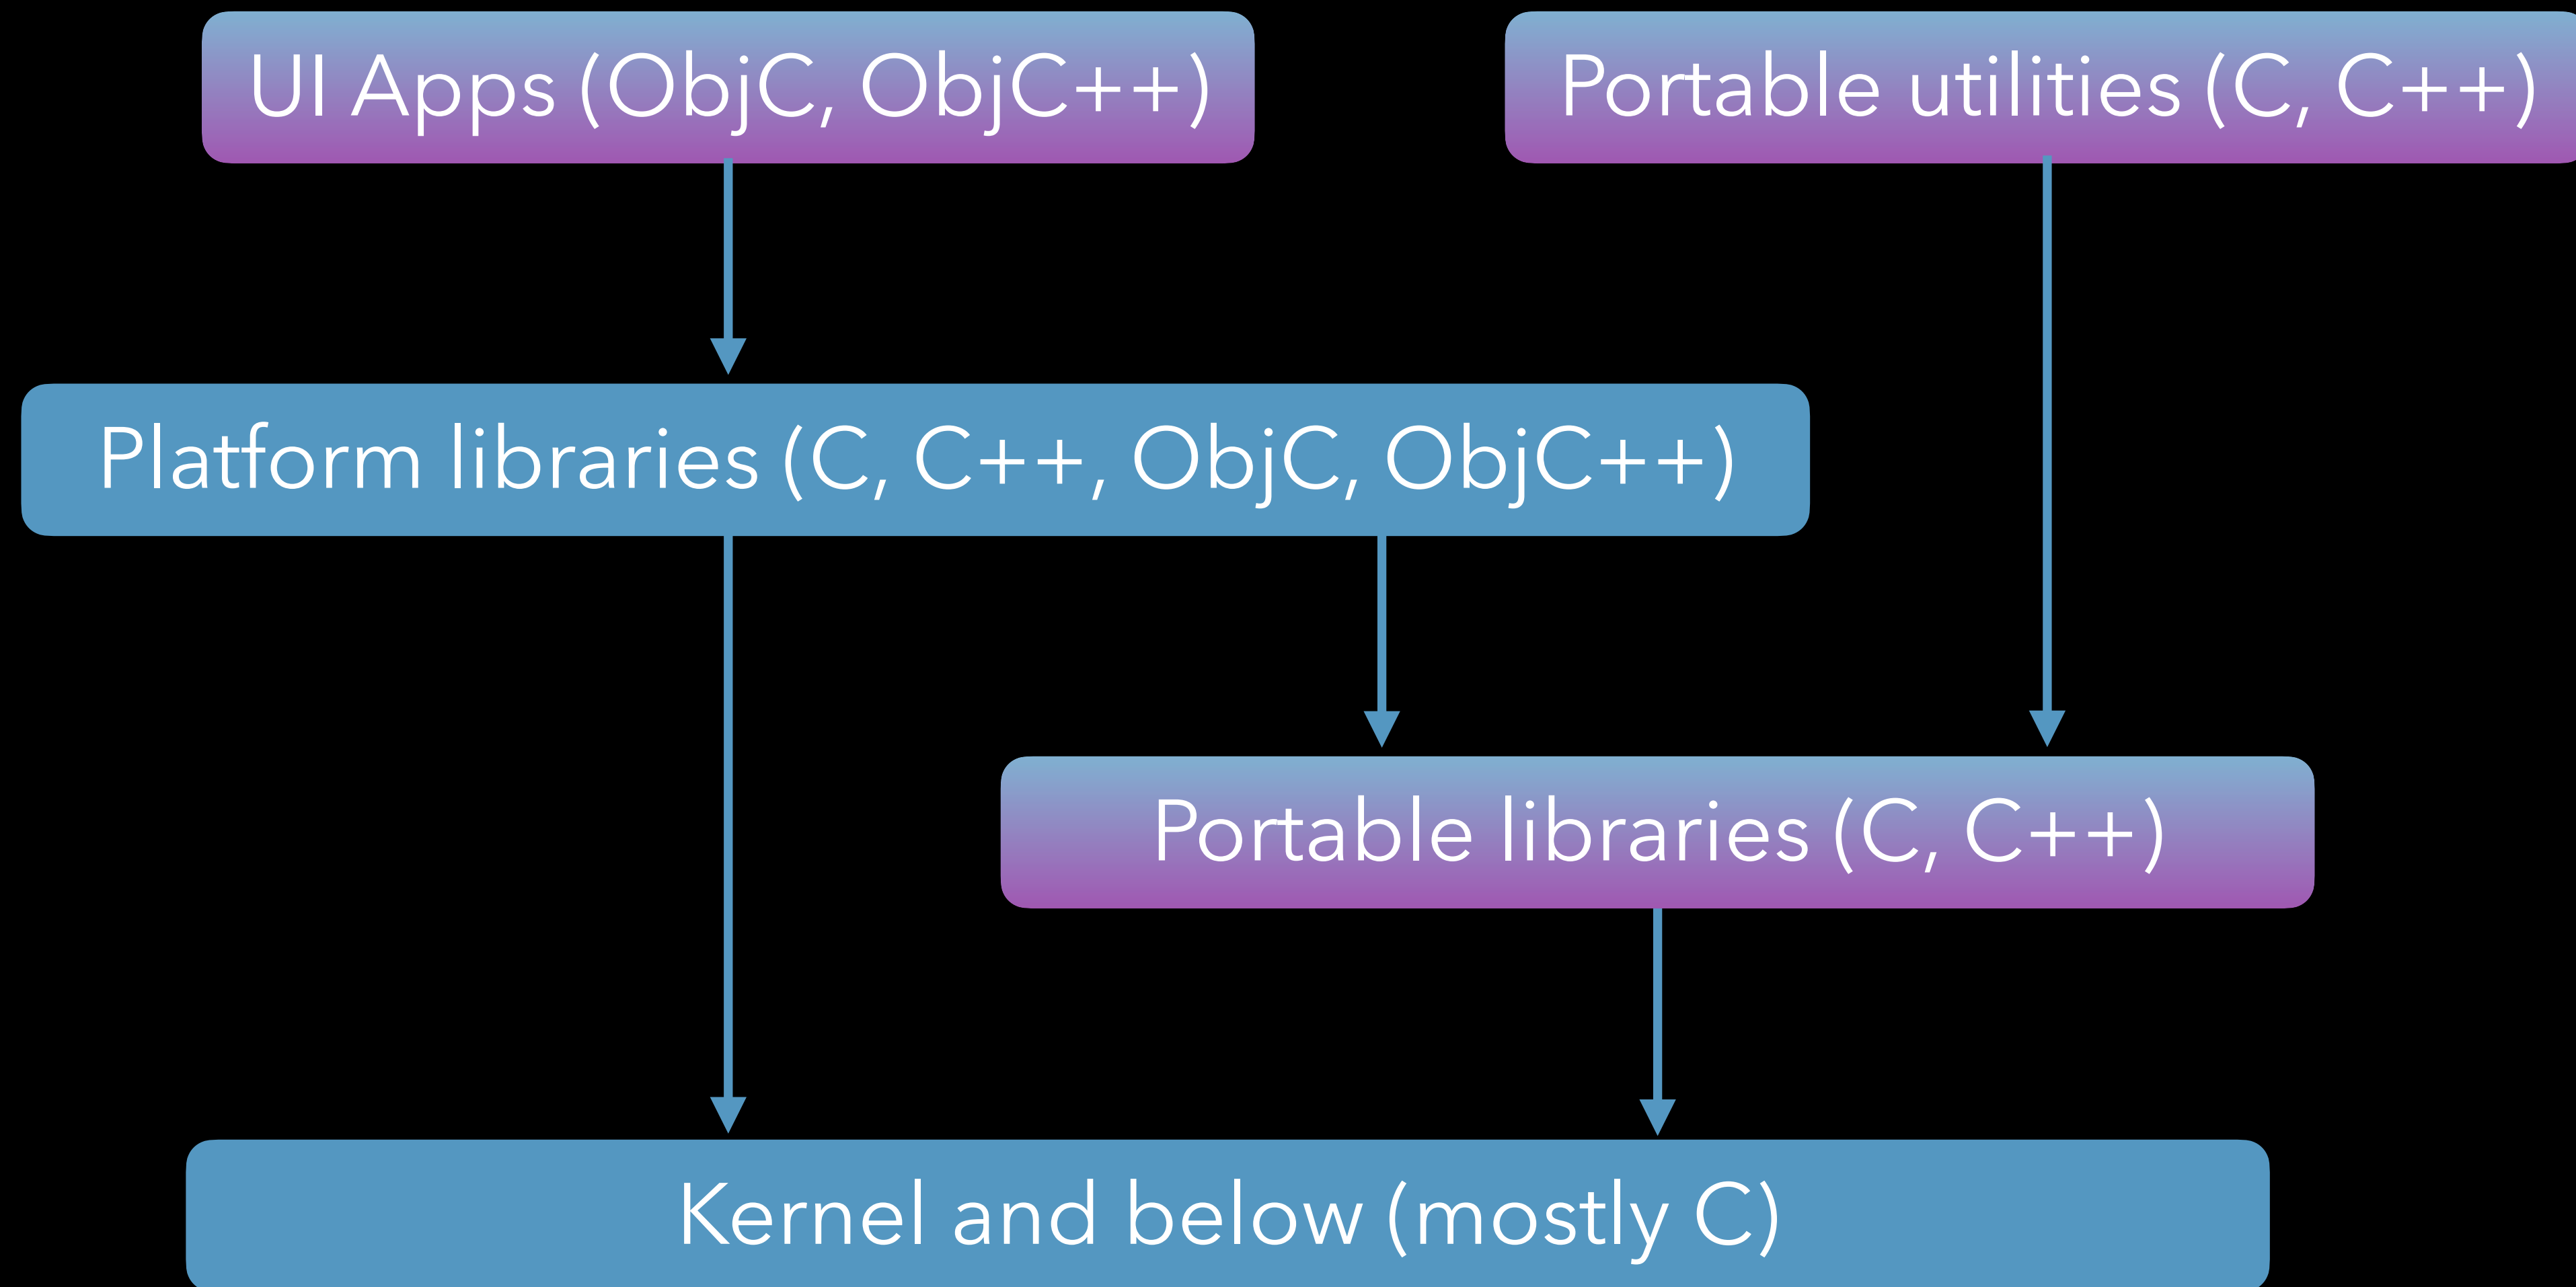 UI Apps (ObjC, ObjC++)
Portable utilities (C, C++)
Platform libraries (C, C++, ObjC, ObjC++)
Portable libraries (C, C++)
Kernel and below (mostly C)